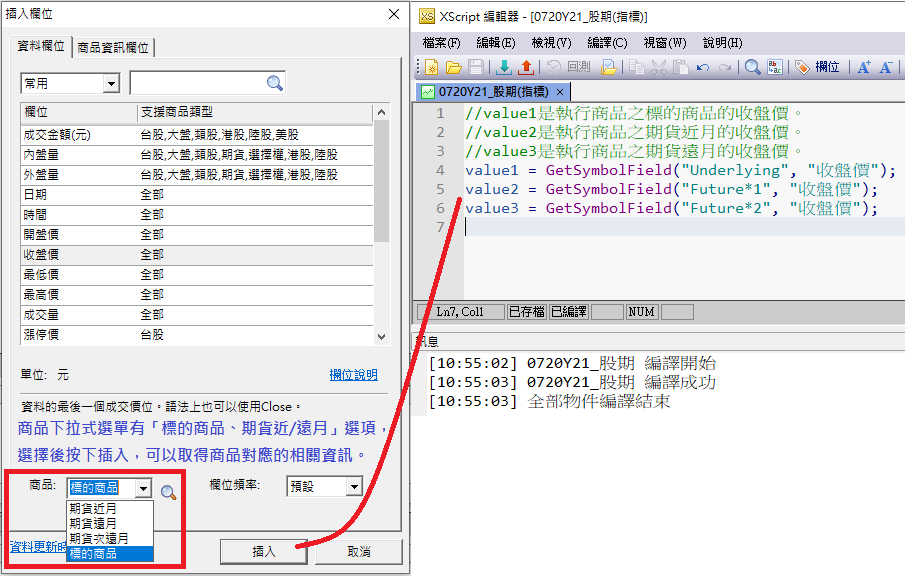 插入欄位
資料欄位 商品資訊欄位
常用
欄位 支援商品類型
成交金額(元) 台股,大盤,類股,港股,陸股,美股
內盤量 台股,大盤,類股,期貨,選擇權,港股,陸股
外盤量 台股,大盤,類股,期貨,選擇權,港股,陸股
日期 全部
時間 全部
開盤價 全部
收盤價 全部
最低價 全部
最高價 全部
成交量 全部
漲停價 台股
單位: 元 欄位說明
資料的最後一個成交價位。語法上也可以使用Close。
商品下拉式選單有「標的商品、期貨近/遠月」選項，
選擇後按下插入，可以取得商品對應的相關資訊。
商品: 標的商品 欄位頻率: 預設
期貨近月
期貨遠月
期貨次遠月
標的商品
資料更新時
插入 取消
XS XScript 編輯器 - [0720Y21_股期(指標)]
檔案(F) 編輯(E) 檢視(V) 編譯(C) 視窗(W) 說明(H)
回測 欄位 A A
0720Y21_股期(指標) ×
1 //value1是執行商品之標的商品的收盤價。
2 //value2是執行商品之期貨近月的收盤價。
3 //value3是執行商品之期貨遠月的收盤價。
4 value1 = GetSymbolField("Underlying", "收盤價");
5 value2 = GetSymbolField("Future*1", "收盤價");
6 value3 = GetSymbolField("Future*2", "收盤價");
7
Ln7, Col1 已存檔 已編譯 NUM
訊息
[10:55:02] 0720Y21_股期 編譯開始
[10:55:03] 0720Y21_股期 編譯成功
[10:55:03] 全部物件編譯結束